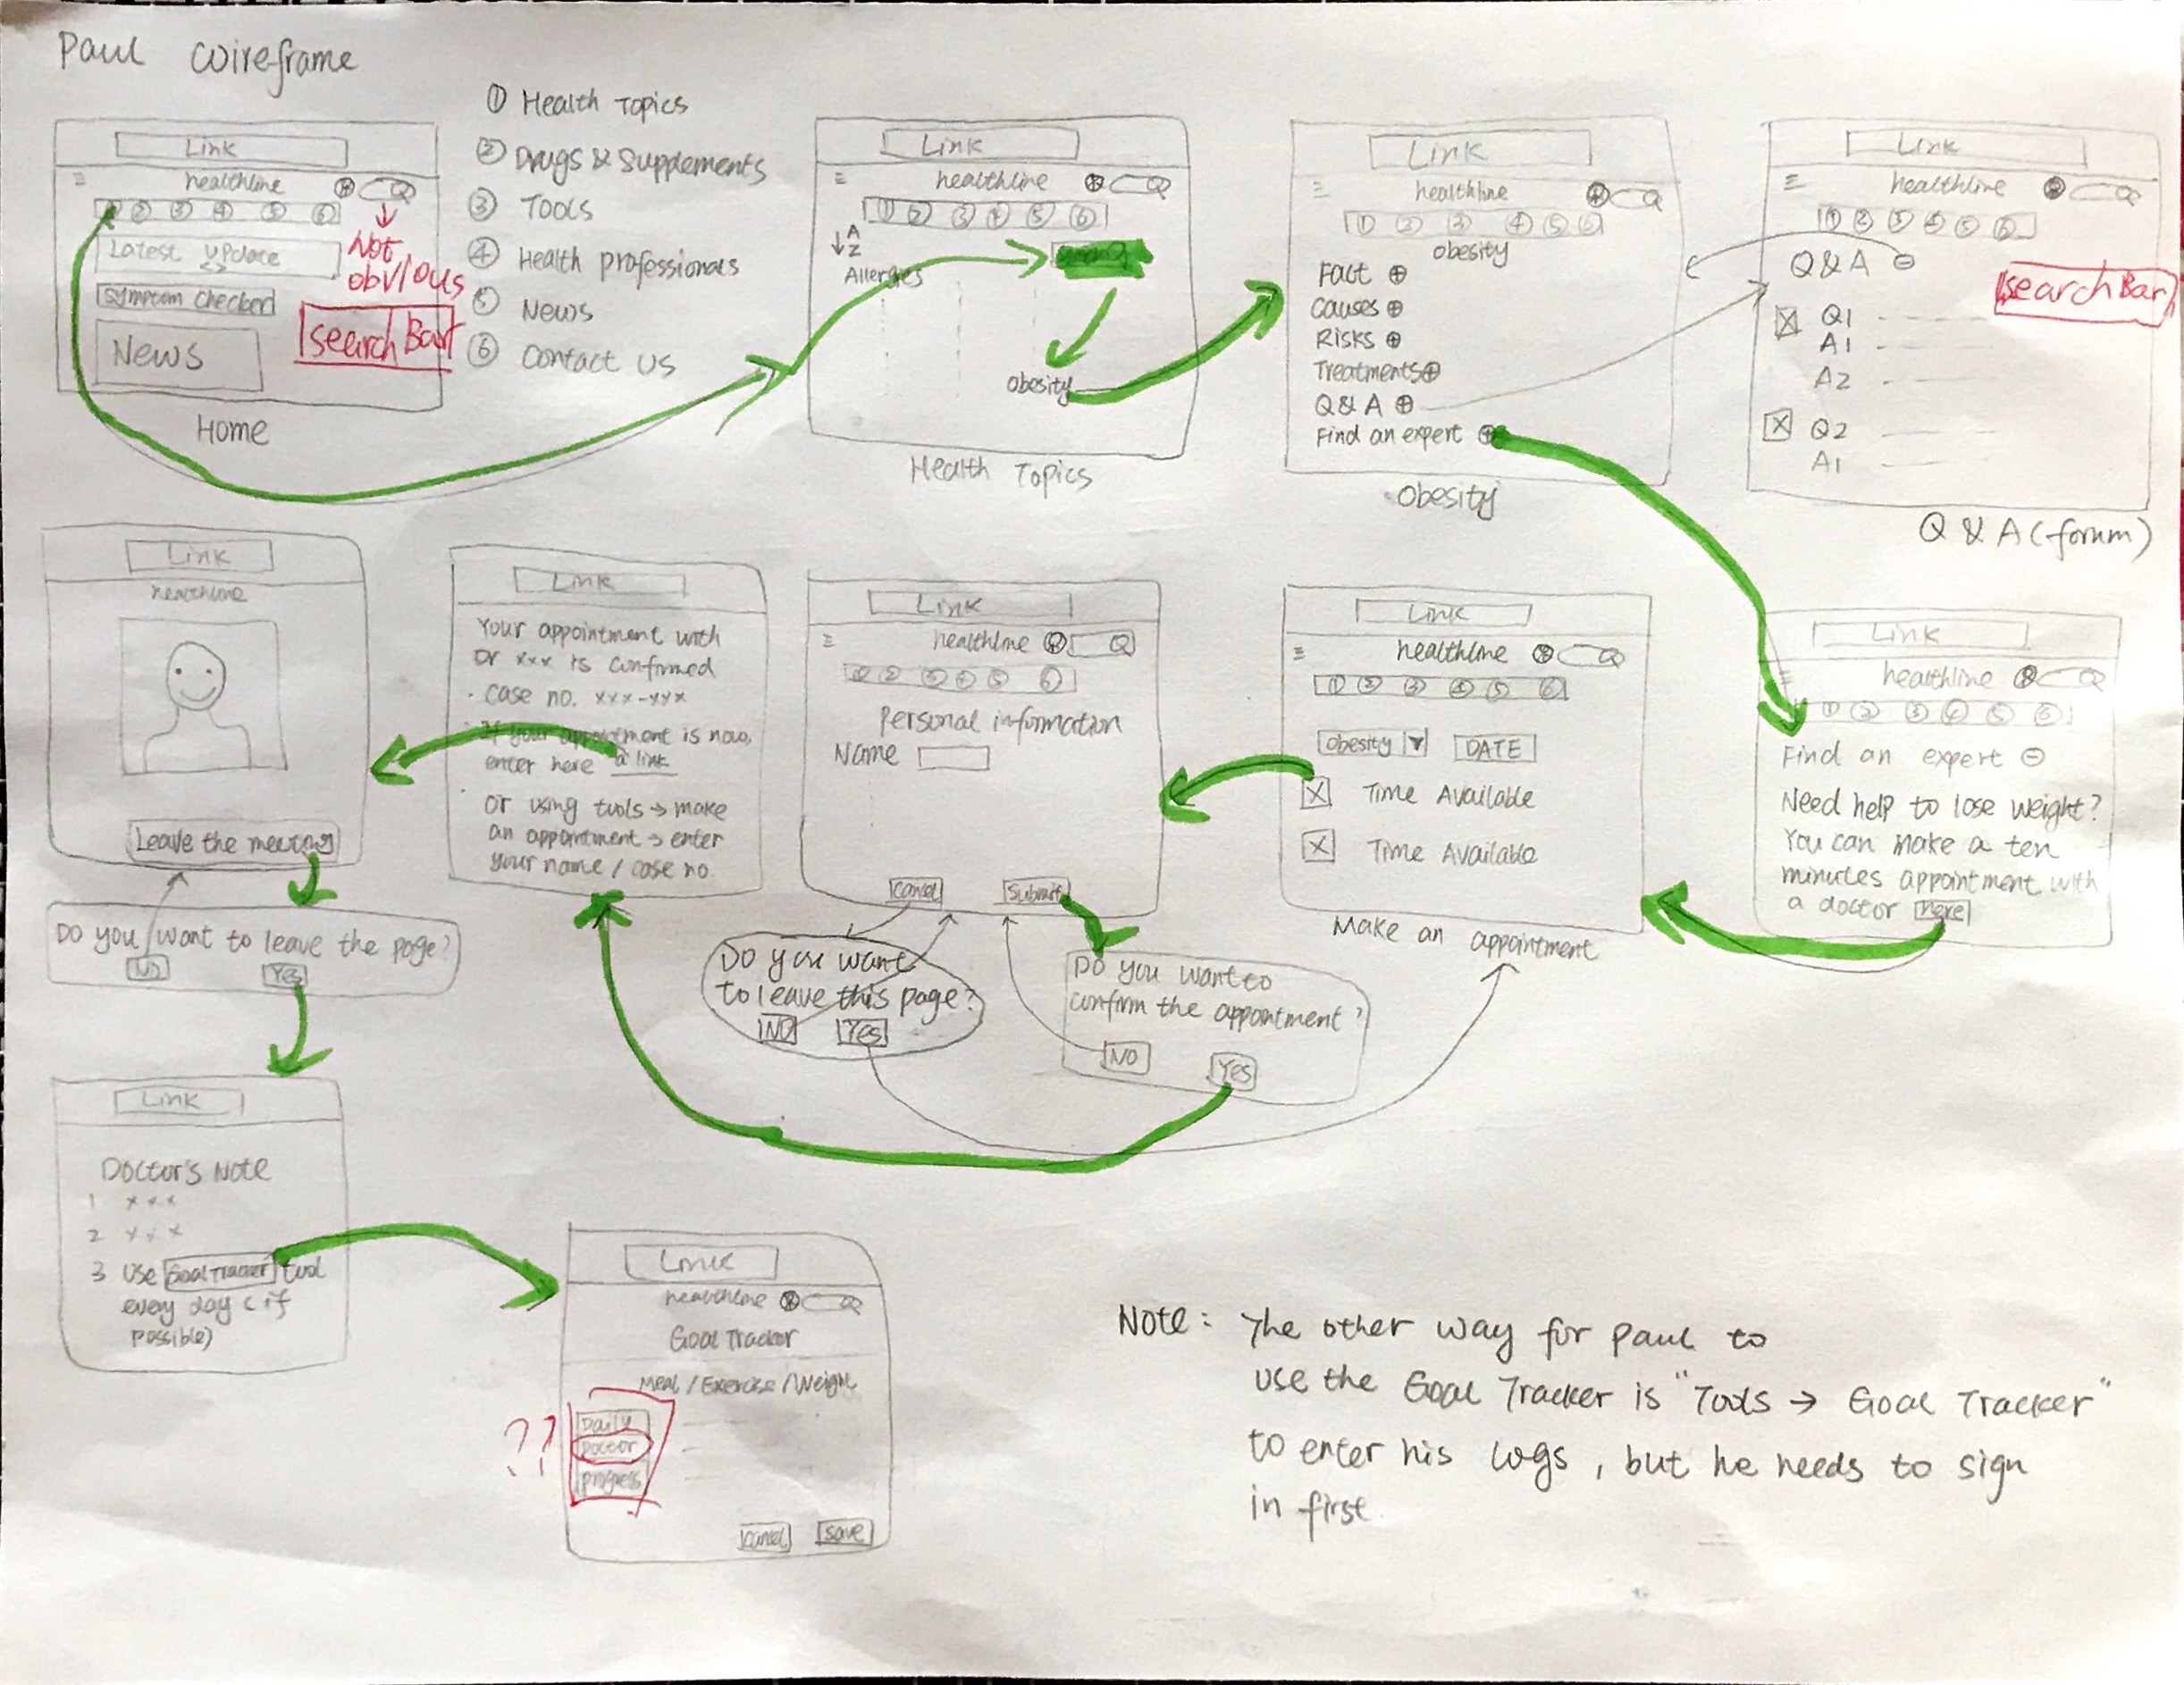 Paul Wireframe
① Health Topics
② Drugs & Supplements
③ Tools
④ Health professionals
⑤ News
⑥ Contact Us
Link
healthline Q
① ② ③ ④ ⑤ ⑥
Latest update
<>
Symptom Checker
News
Not
obvious
Search Bar
Home
Link
healthline Q
① ② ③ ④ ⑤ ⑥
A
Z
Allergies
Obesity
Health Topics
Link
healthline Q
① ② ③ ④ ⑤ ⑥
obesity
Fact ⊕
Causes ⊕
Risks ⊕
Treatments ⊕
Q & A ⊕
Find an expert ⊕
Obesity
Link
healthline Q
① ② ③ ④ ⑤ ⑥
Q & A ⊖
Search Bar
Q1
A1
A2
Q2
A1
Q & A (forum)
Link
healthline
Leave the meeting
Do you want to leave the page?
NO Yes
Link
Your appointment with
Dr xxx is confirmed
· Case no. xxx-xxx
· If your appointment is now,
enter here a link
· or using tools → make
an appointment → enter
your name / case no.
Link
healthline Q
① ② ③ ④ ⑤ ⑥
Personal information
Name
Cancel Submit
Do you want
to leave this page?
NO Yes
Do you want to
confirm the appointment?
NO Yes
Link
healthline Q
① ② ③ ④ ⑤ ⑥
Obesity ▼ DATE
X Time Available
X Time Available
Make an appointment
Link
healthline Q
① ② ③ ④ ⑤ ⑥
Find an expert ⊖
Need help to lose weight?
You can make a ten
minutes appointment with
a doctor here
Link
Doctor's Note
1 xxx
2 xxx
3 Use Goal Tracker tool
every day (if
possible)
Link
healthline Q
Goal Tracker
Meal / Exercise / Weight
??
Daily
Doctor
progress
Cancel Save
Note: The other way for Paul to
use the Goal Tracker is "Tools → Goal Tracker"
to enter his logs, but he needs to sign
in first.